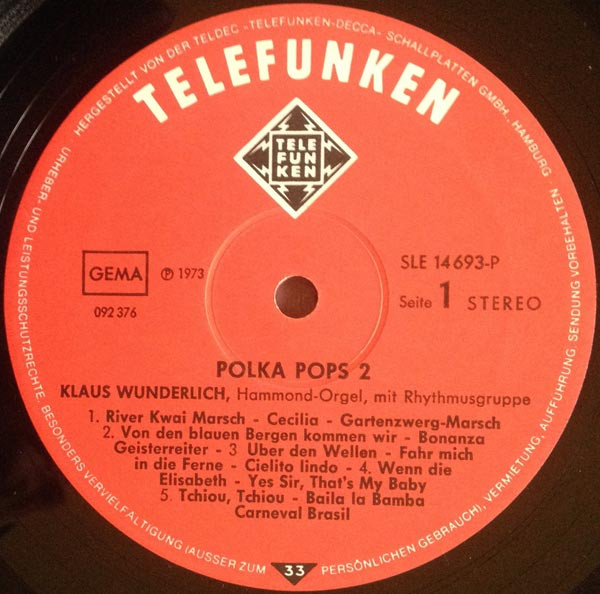 HERGESTELLT VON DER TELDEC «TELEFUNKEN-DECCA» SCHALLPLATTEN GMBH., HAMBURG
TELEFUNKEN
TELE
FUN
KEN
GEMA
℗ 1973
092 376
SLE 14 693-P
Seite 1 STEREO
POLKA POPS 2
KLAUS WUNDERLICH, Hammond-Orgel, mit Rhythmusgruppe
1. River Kwai Marsch - Cecilia - Gartenzwerg-Marsch
2. Von den blauen Bergen kommen wir - Bonanza
Geisterreiter - 3 Uber den Wellen - Fahr mich
in die Ferne - Cielito lindo - 4. Wenn die
Elisabeth - Yes Sir, That's My Baby
5. Tchiou, Tchiou - Baila la Bamba
Carneval Brasil
URHEBER- UND LEISTUNGSSCHUTZRECHTE, BESONDERS VERVIELFALTIGUNG (AUSSER ZUM PERSÖNLICHEN GEBRAUCH), VERMIETUNG, AUFFUHRUNG, SENDUNG VORBEHALTEN
33